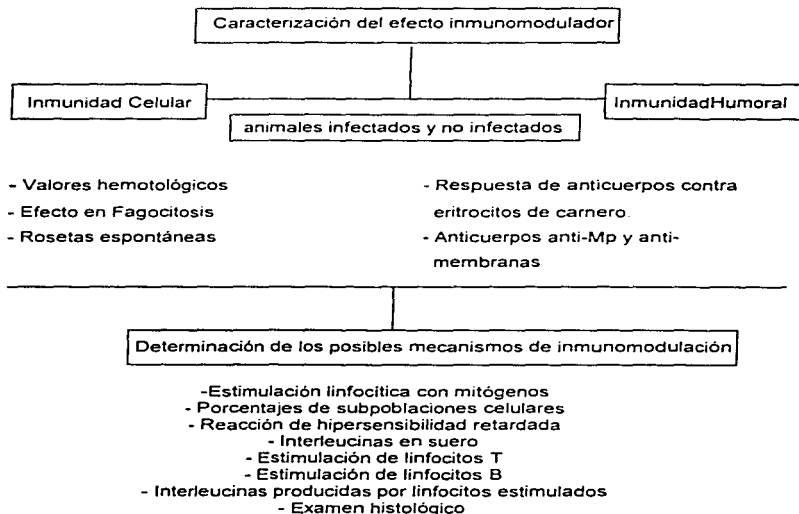 Caracterización del efecto inmunomodulador
Inmunidad Celular
InmunidadHumoral
animales infectados y no infectados
- Valores hemotológicos
- Efecto en Fagocitosis
- Rosetas espontáneas
- Respuesta de anticuerpos contra
eritrocitos de carnero.
- Anticuerpos anti-Mp y anti-
membranas
Determinación de los posibles mecanismos de inmunomodulación
-Estimulación linfocítica con mitógenos
- Porcentajes de subpoblaciones celulares
- Reacción de hipersensibilidad retardada
- Interleucinas en suero
- Estimulación de linfocitos T
- Estimulación de linfocitos B
- Interleucinas producidas por linfocitos estimulados
- Examen histológico